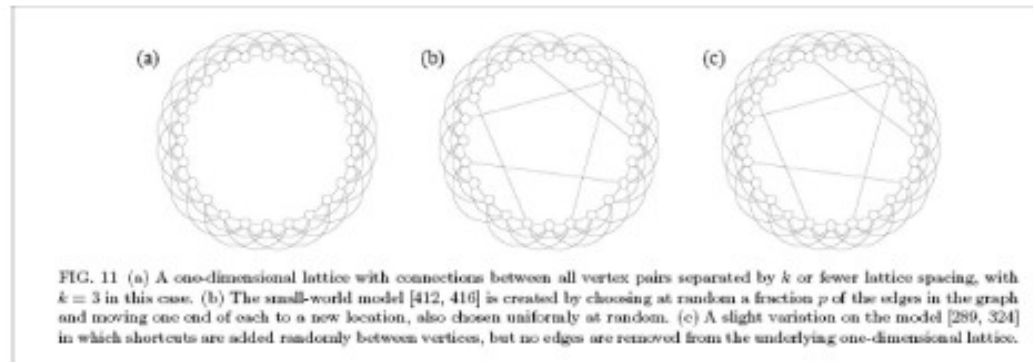 (a) (b) (c)
FIG. 11 (a) A one-dimensional lattice with connections between all vertex pairs separated by k or fewer lattice spacing, with
k = 3 in this case. (b) The small-world model [412, 416] is created by choosing at random a fraction p of the edges in the graph
and moving one end of each to a new location, also chosen uniformly at random. (c) A slight variation on the model [289, 324]
in which shortcuts are added randomly between vertices, but no edges are removed from the underlying one-dimensional lattice.